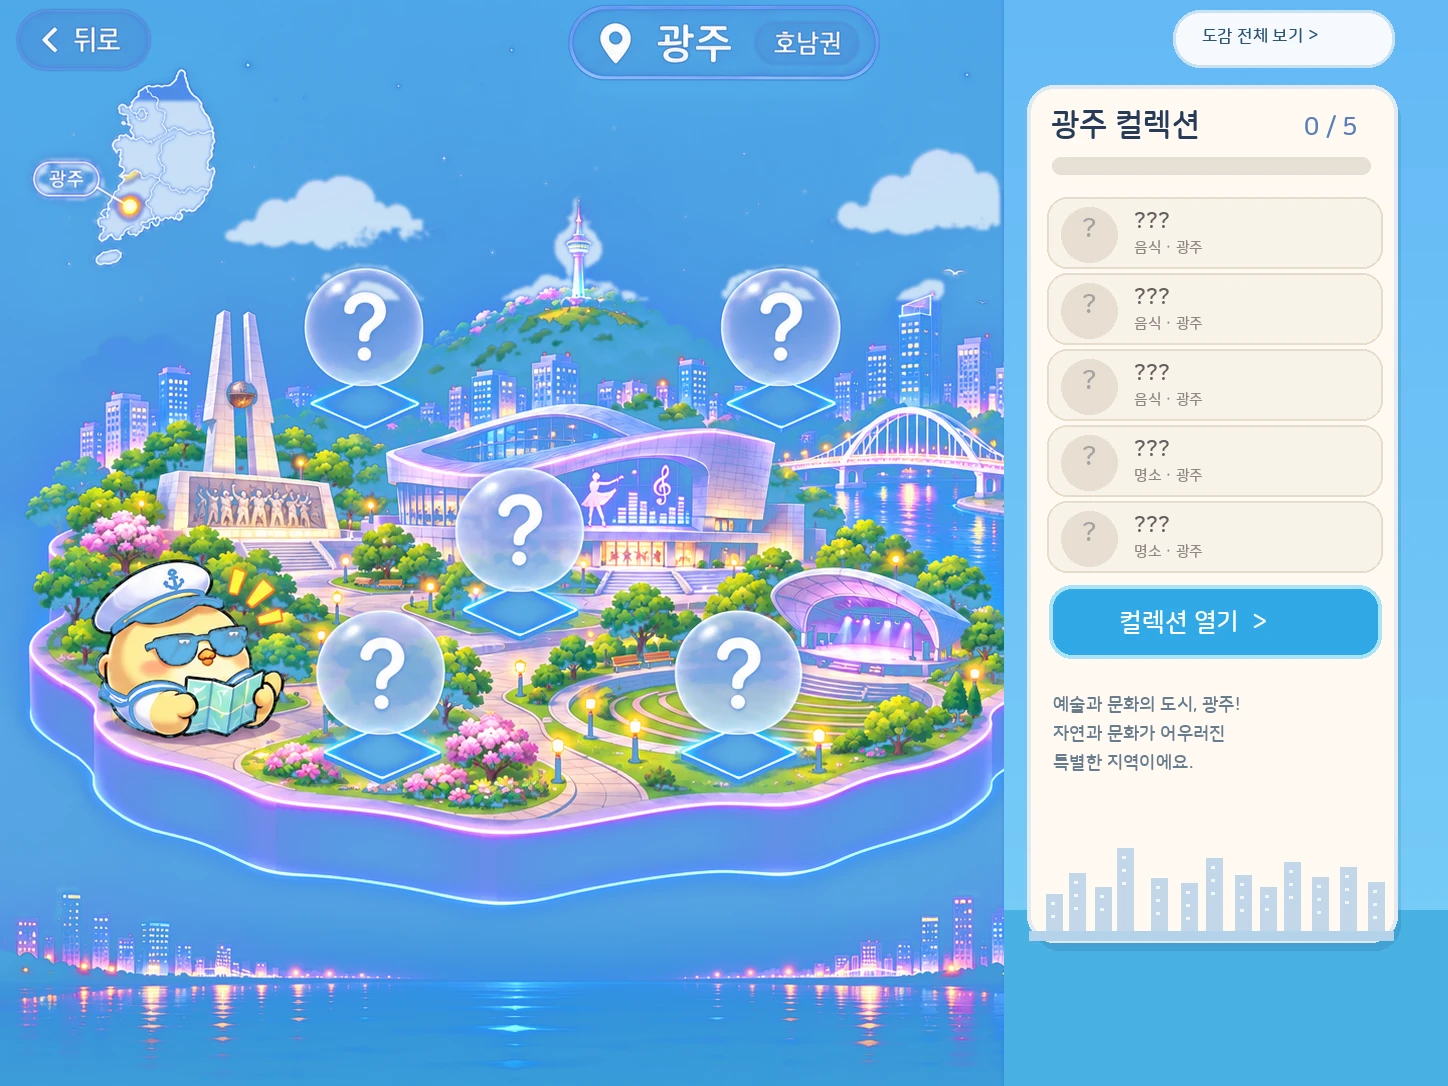 뒤로
광주 호남권
도감 전체 보기 >
광주
광주 컬렉션 0 / 5
?
???
음식 · 광주
?
???
음식 · 광주
?
???
음식 · 광주
?
???
명소 · 광주
?
???
명소 · 광주
컬렉션 열기 >
예술과 문화의 도시, 광주!
자연과 문화가 어우러진
특별한 지역이에요.
?
?
?
?
?